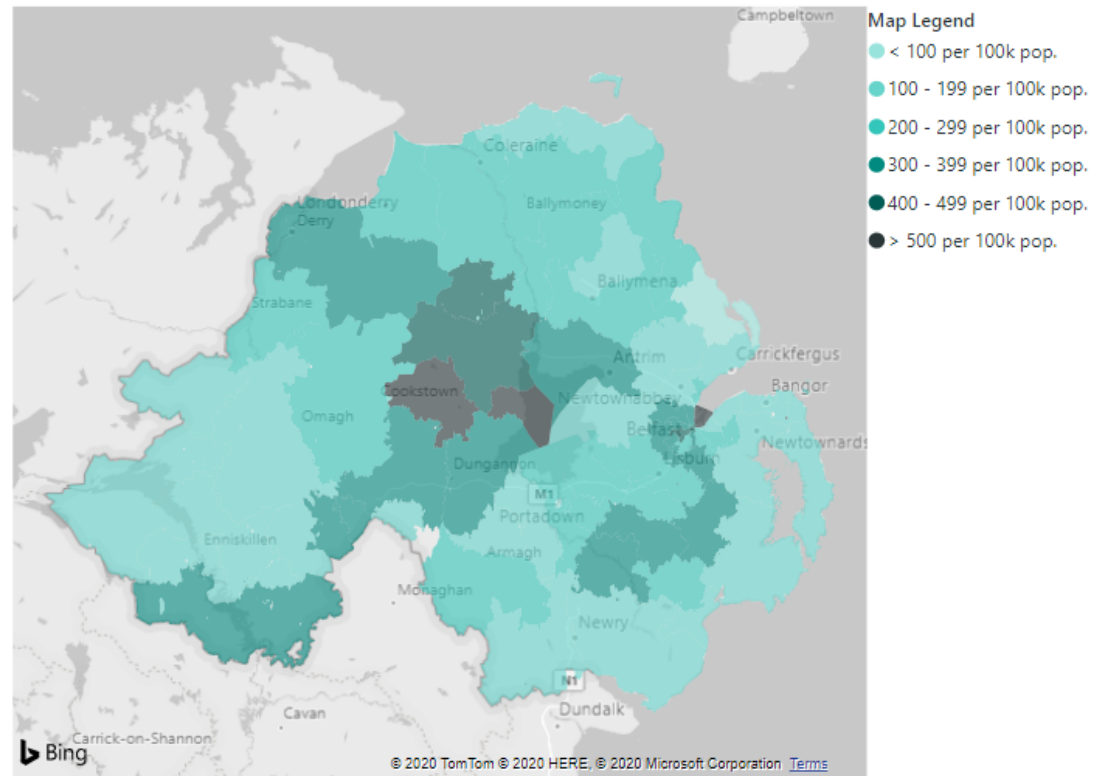 Campbeltown
Map Legend
< 100 per 100k pop.
100 - 199 per 100k pop.
200 - 299 per 100k pop.
300 - 399 per 100k pop.
400 - 499 per 100k pop.
> 500 per 100k pop.
Coleraine
Londonderry
Derry
Ballymoney
Strabane
Ballymena
Antrim
Carrickfergus
Cookstown
Bangor
Newtownabbey
Omagh
Belfast
Newtownards
Dungannon
Lisburn
M1
Portadown
Enniskillen
Armagh
Monaghan
Newry
N1
Cavan
Dundalk
Carrick-on-Shannon
Bing
© 2020 TomTom © 2020 HERE, © 2020 Microsoft Corporation Terms